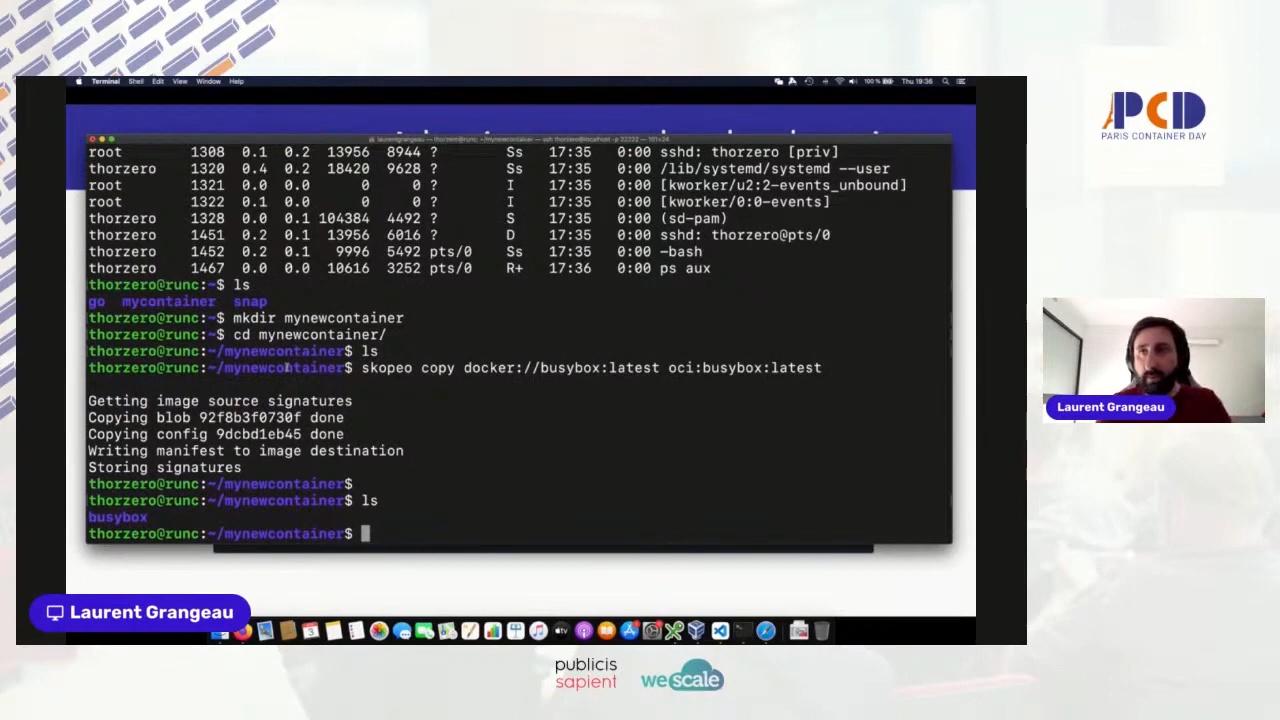 Terminal Shell Edit View Window Help 100 % Thu 19:36
root 1308 0.1 0.2 13956 8944 ? Ss 17:35 0:00 sshd: thorzero [priv]
thorzero 1320 0.4 0.2 18420 9628 ? Ss 17:35 0:00 /lib/systemd/systemd --user
root 1321 0.0 0.0 0 0 ? I 17:35 0:00 [kworker/u2:2-events_unbound]
root 1322 0.1 0.0 0 0 ? I 17:35 0:00 [kworker/0:0-events]
thorzero 1328 0.0 0.1 104384 4492 ? S 17:35 0:00 (sd-pam)
thorzero 1451 0.2 0.1 13956 6016 ? D 17:35 0:00 sshd: thorzero@pts/0
thorzero 1452 0.2 0.1 9996 5492 pts/0 Ss 17:35 0:00 -bash
thorzero 1467 0.0 0.0 10616 3252 pts/0 R+ 17:36 0:00 ps aux
thorzero@runc:~$ ls
go mycontainer snap
thorzero@runc:~$ mkdir mynewcontainer
thorzero@runc:~$ cd mynewcontainer/
thorzero@runc:~/mynewcontainer$ ls
thorzero@runc:~/mynewcontainer$ skopeo copy docker://busybox:latest oci:busybox:latest
Getting image source signatures
Copying blob 92f8b3f0730f done
Copying config 9dcbd1eb45 done
Writing manifest to image destination
Storing signatures
thorzero@runc:~/mynewcontainer$
thorzero@runc:~/mynewcontainer$ ls
busybox
thorzero@runc:~/mynewcontainer$
Laurent Grangeau
PCD
PARIS CONTAINER DAY
Laurent Grangeau
publicis
sapient
wescale